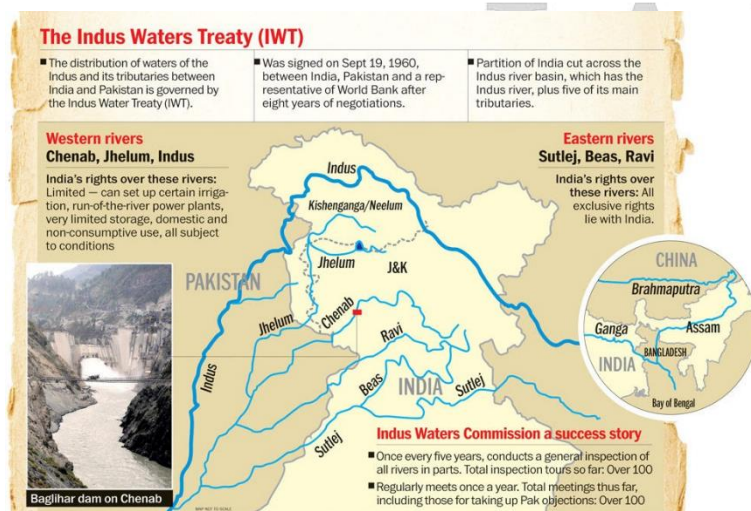 The Indus Waters Treaty (IWT)
■ The distribution of waters of the
Indus and its tributaries between
India and Pakistan is governed
by the Indus Water Treaty (IWT).
■ Was signed on Sept 19, 1960,
between India, Pakistan and a rep-
resentative of World Bank after
eight years of negotiations.
■ Partition of India cut across the
Indus river basin, which has the
Indus river, plus five of its main
tributaries.
Western rivers
Chenab, Jhelum, Indus
India's rights over these rivers:
Limited — can set up certain irriga-
tion, run-of-the-river power plants,
very limited storage, domestic and
non-consumptive use, all subject
to conditions
Eastern rivers
Sutlej, Beas, Ravi
India's rights over
these rivers: All
exclusive rights
lie with India.
Indus
Kishenganga/Neelum
Jhelum
J&K
PAKISTAN
Chenab
Jhelum
Ravi
Indus
Beas
INDIA
Sutlej
Sutlej
CHINA
Brahmaputra
Ganga
Assam
BANGLADESH
INDIA
Bay of Bengal
Baglihar dam on Chenab
MAP NOT TO SCALE
Indus Waters Commission a success story
■ Once every five years, conducts a general inspection of
all rivers in parts. Total inspection tours so far: Over 100
■ Regularly meets once a year. Total meetings thus far,
including those for taking up Pak objections: Over 100